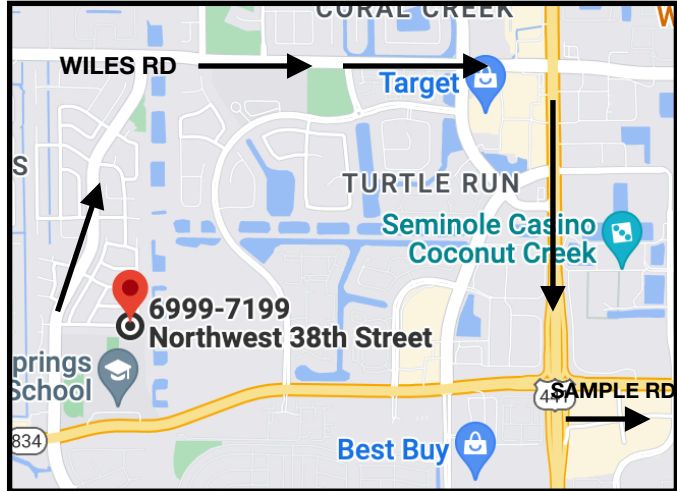 CORAL CREEK
WILES RD
Target
S
TURTLE RUN
Seminole Casino
Coconut Creek
6999-7199
Northwest 38th Street
prings
School
441
SAMPLE RD
834
Best Buy